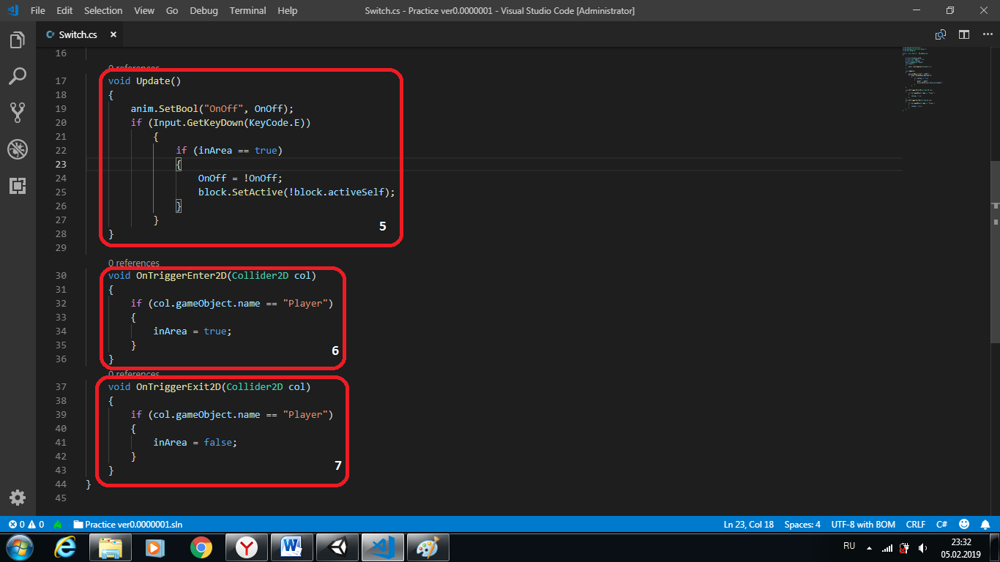 File Edit Selection View Go Debug Terminal Help Switch.cs - Practice ver0.0000001 - Visual Studio Code [Administrator]
C# Switch.cs ×
16
0 references
17 void Update()
18 {
19 anim.SetBool("OnOff", OnOff);
20 if (Input.GetKeyDown(KeyCode.E))
21 {
22 if (inArea == true)
23 {
24 OnOff = !OnOff;
25 block.SetActive(!block.activeSelf);
26 }
27 }
5
28 }
29
0 references
30 void OnTriggerEnter2D(Collider2D col)
31 {
32 if (col.gameObject.name == "Player")
33 {
34 inArea = true;
35 }
6
36 }
0 references
37 void OnTriggerExit2D(Collider2D col)
38 {
39 if (col.gameObject.name == "Player")
40 {
41 inArea = false;
42 }
7
43 }
44 }
45
0 0 Practice ver0.0000001.sln Ln 23, Col 18 Spaces: 4 UTF-8 with BOM CRLF C#
RU 23:32
05.02.2019